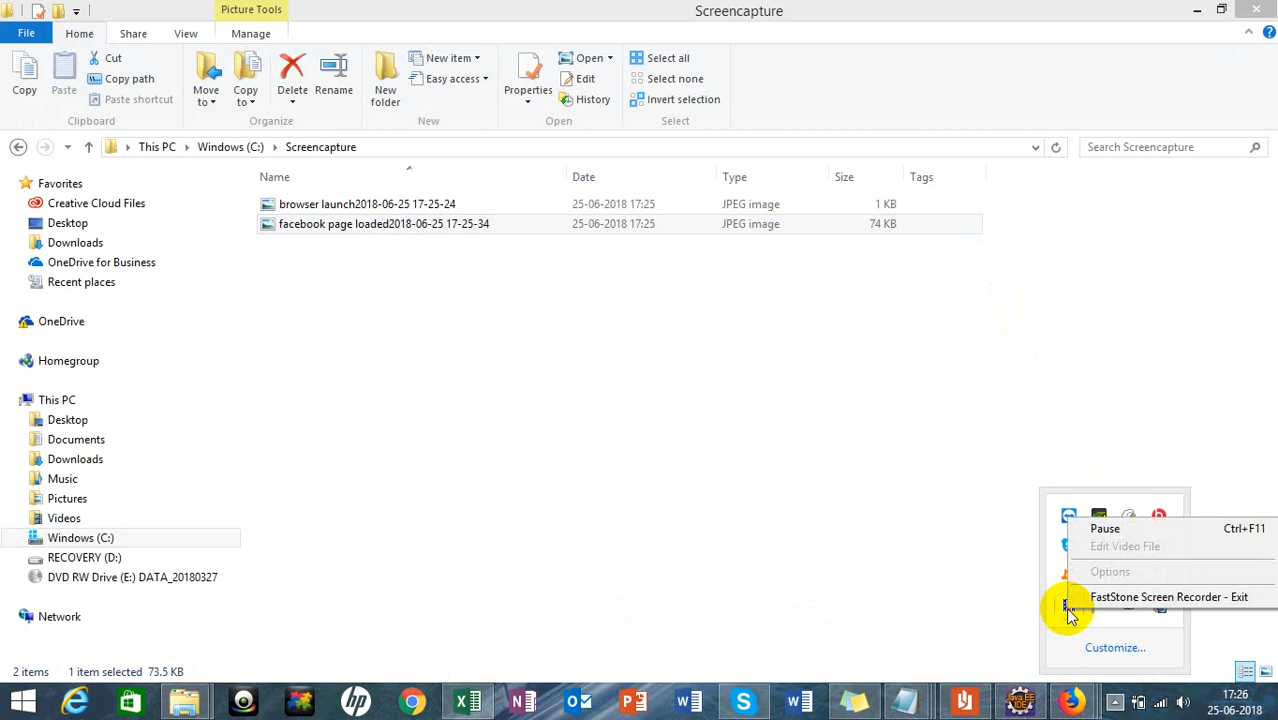 Picture Tools
Screencapture
File
Home
Share
View
Manage
Copy
Paste
Cut
Copy path
Paste shortcut
Clipboard
Move to
Copy to
Delete
Rename
Organize
New folder
New item
Easy access
New
Properties
Open
Edit
History
Open
Select all
Select none
Invert selection
Select
This PC
Windows (C:)
Screencapture
Search Screencapture
Name
Date
Type
Size
Tags
browser launch2018-06-25 17-25-24
25-06-2018 17:25
JPEG image
1 KB
facebook page loaded2018-06-25 17-25-34
25-06-2018 17:25
JPEG image
74 KB
Favorites
Creative Cloud Files
Desktop
Downloads
OneDrive for Business
Recent places
OneDrive
Homegroup
This PC
Desktop
Documents
Downloads
Music
Pictures
Videos
Windows (C:)
RECOVERY (D:)
DVD RW Drive (E:) DATA_20180327
Network
Pause
Ctrl+F11
Edit Video File
Options
FastStone Screen Recorder - Exit
Customize...
2 items
1 item selected 73.5 KB
17:26
25-06-2018